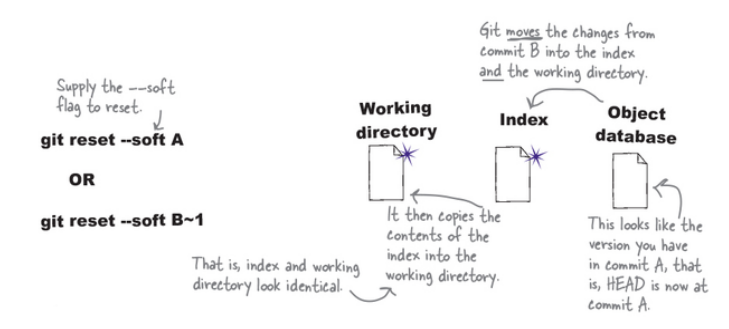 Git moves the changes from
commit B into the index
and the working directory.
Supply the --soft
flag to reset.
Working
directory
Index
Object
database
git reset --soft A
OR
git reset --soft B~1
It then copies the
contents of the
index into the
working directory.
This looks like the
version you have
in commit A, that
is, HEAD is now at
commit A.
That is, index and working
directory look identical.